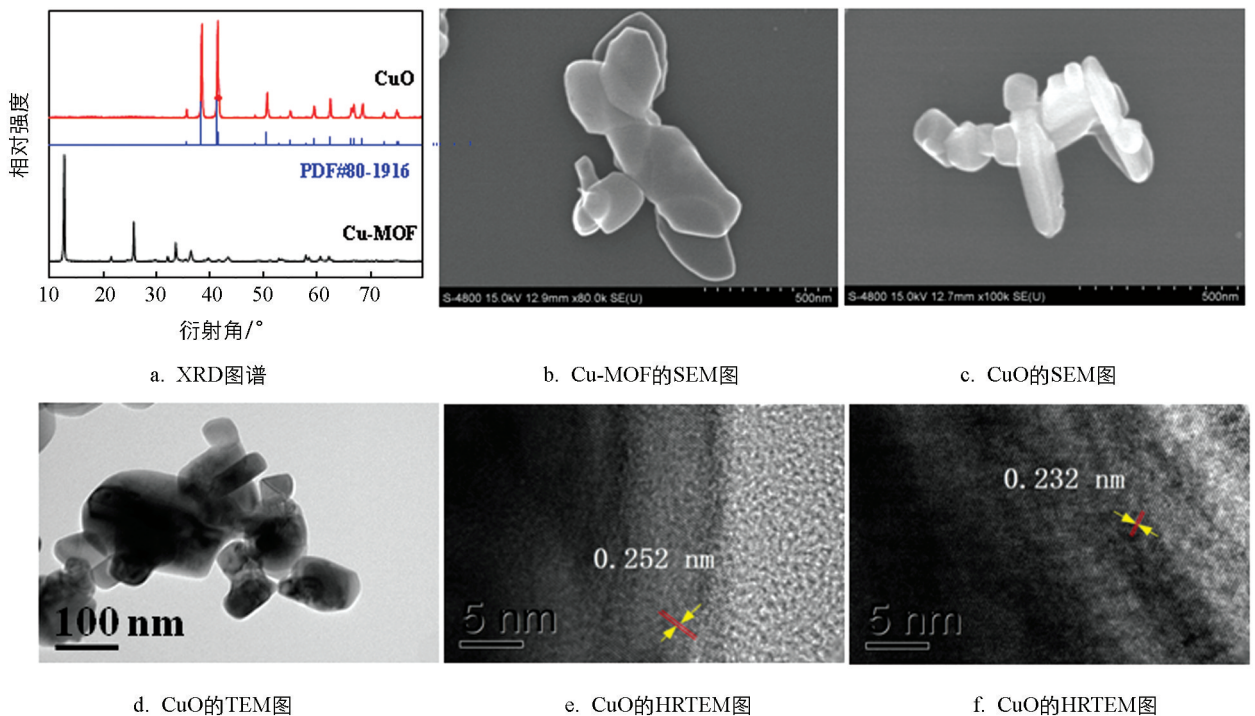 相对强度
CuO
PDF#80-1916
Cu-MOF
10 20 30 40 50 60 70
衍射角/°
a. XRD图谱
S-4800 15.0kV 12.9mm x80.0k SE(U) 500nm
b. Cu-MOF的SEM图
S-4800 15.0kV 12.7mm x100k SE(U) 500nm
c. CuO的SEM图
100 nm
d. CuO的TEM图
0.252 nm
5 nm
e. CuO的HRTEM图
0.232 nm
5 nm
f. CuO的HRTEM图